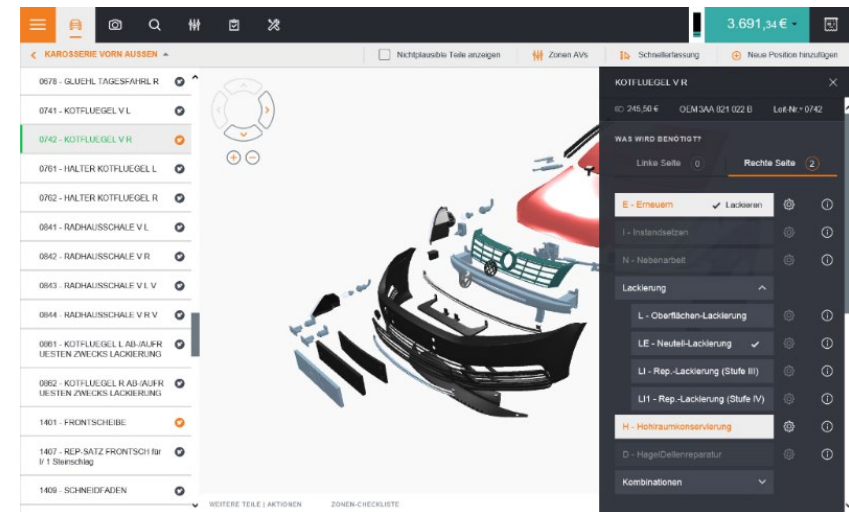 3.691,34 €
KAROSSERIE VORN AUSSEN
Nichtplausible Teile anzeigen
Zonen AVs
Schnellerfassung
Neue Position hinzufügen
0678 - GLUEHL TAGESFAHRL R
0741 - KOTFLUEGEL V L
0742 - KOTFLUEGEL V R
0761 - HALTER KOTFLUEGEL L
0762 - HALTER KOTFLUEGEL R
0841 - RADHAUSSCHALE V L
0842 - RADHAUSSCHALE V R
0843 - RADHAUSSCHALE V L V
0844 - RADHAUSSCHALE V R V
0861 - KOTFLUEGEL L AB-/AUFR
UESTEN ZWECKS LACKIERUNG
0862 - KOTFLUEGEL R AB-/AUFR
UESTEN ZWECKS LACKIERUNG
1401 - FRONTSCHEIBE
1407 - REP-SATZ FRONTSCH für
I/ 1 Steinschlag
1409 - SCHNEIDFADEN
WEITERE TEILE | AKTIONEN
ZONEN-CHECKLISTE
KOTFLUEGEL V R
245,50 €
OEM 3AA 821 022 B
Leit-Nr. 0742
WAS WIRD BENÖTIGT?
Linke Seite 0
Rechte Seite 2
E - Erneuern
Lackieren
I - Instandsetzen
N - Nebenarbeit
Lackierung
L - Oberflächen-Lackierung
LE - Neuteil-Lackierung
LI - Rep.-Lackierung (Stufe III)
LI1 - Rep.-Lackierung (Stufe IV)
H - Hohlraumkonservierung
D - HagelDellenreparatur
Kombinationen